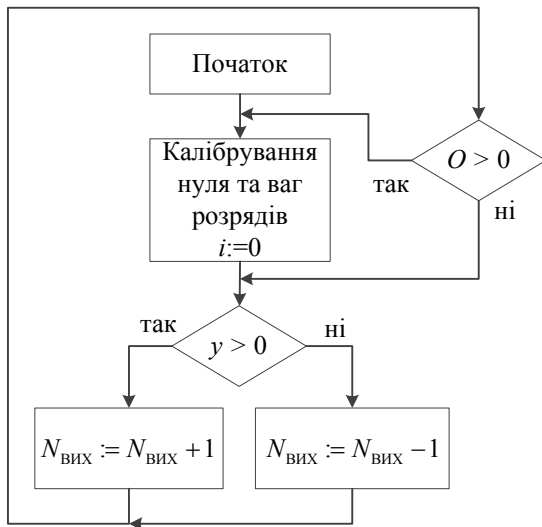 Початок
Калібрування
нуля та ваг
розрядів
i:=0
O > 0
так
ні
y > 0
так
ні
Nвих := Nвих +1
Nвих := Nвих −1